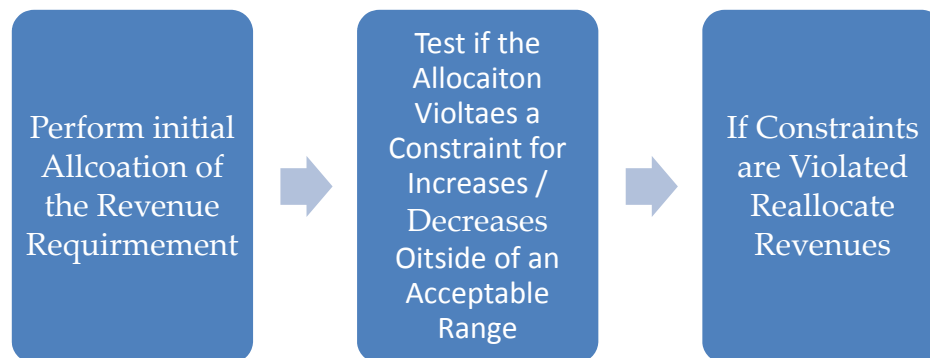 Perform initial
Allcoation of
the Revenue
Requirmement
Test if the
Allocaiton
Violtaes a
Constraint for
Increases /
Decreases
Oitside of an
Acceptable
Range
If Constraints
are Violated
Reallocate
Revenues